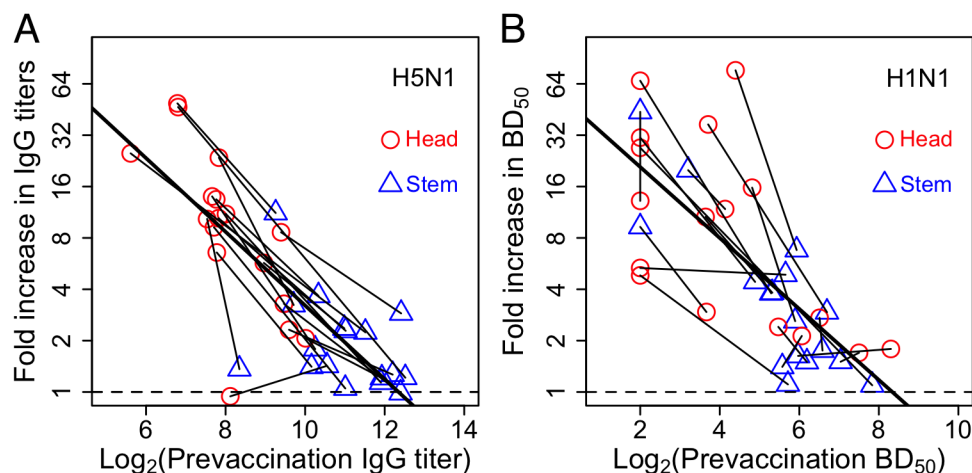 A
H5N1
Head
Stem
Fold increase in IgG titers
64
32
16
8
4
2
1
6 8 10 12 14
Log₂(Prevaccination IgG titer)
B
H1N1
Head
Stem
Fold increase in BD₅₀
64
32
16
8
4
2
1
2 4 6 8 10
Log₂(Prevaccination BD₅₀)